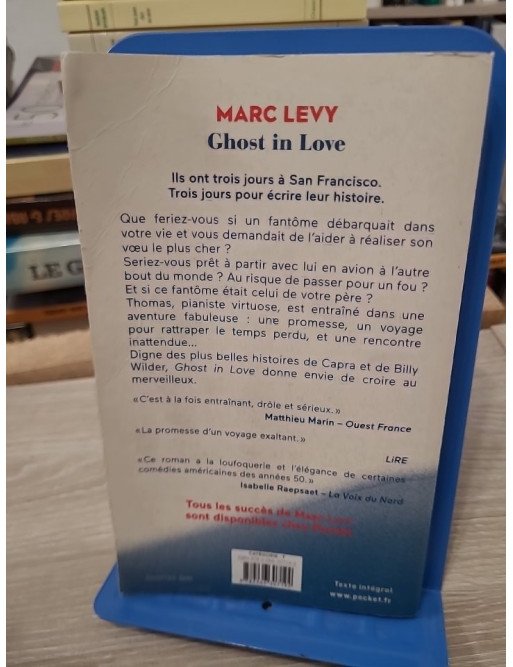 MARC LEVY
Ghost in Love
Ils ont trois jours à San Francisco.
Trois jours pour écrire leur histoire.
Que feriez-vous si un fantôme débarquait dans
votre vie et vous demandait de l'aider à réaliser son
vœu le plus cher ?
Seriez-vous prêt à partir avec lui en avion à l'autre
bout du monde ? Au risque de passer pour un fou ?
Et si ce fantôme était celui de votre père ?
Thomas, pianiste virtuose, est entraîné dans une
aventure fabuleuse : une promesse, un voyage
pour rattraper le temps perdu, et une rencontre
inattendue...
Digne des plus belles histoires de Capra et de Billy
Wilder, Ghost in Love donne envie de croire au
merveilleux.
«C'est à la fois entraînant, drôle et sérieux.»
Matthieu Marin – Ouest France
«La promesse d'un voyage exaltant.»
LiRE
«Ce roman a la loufoquerie et l'élégance de certaines
comédies américaines des années 50.»
Isabelle Raepsaet – La Voix du Nord
Tous les succès de Marc Levy
sont disponibles chez Pocket
Texte intégral
www.pocket.fr
LE G